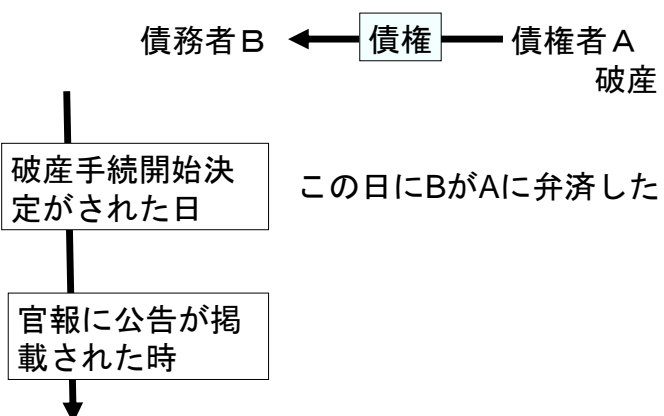 債務者Ｂ 債権 債権者Ａ
破産
破産手続開始決
定がされた日
この日にBがAに弁済した
官報に公告が掲
載された時